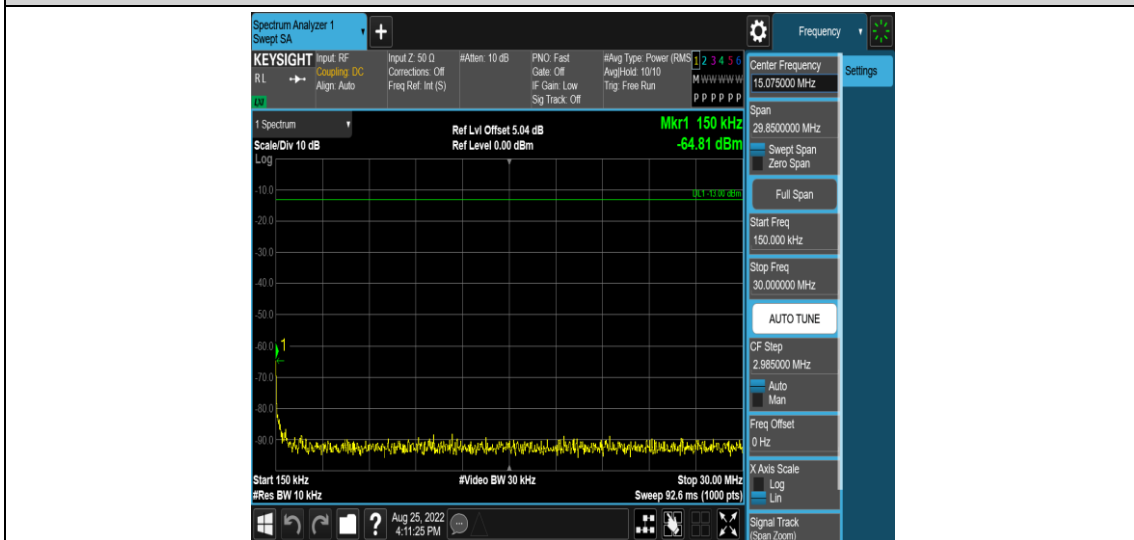 Spectrum Analyzer 1
Swept SA
+
Frequency
KEYSIGHT
RL
LXI
Input: RF
Coupling: DC
Align: Auto
Input Z: 50 Ω
Corrections: Off
Freq Ref: Int (S)
#Atten: 10 dB
PNO: Fast
Gate: Off
IF Gain: Low
Sig Track: Off
#Avg Type: Power (RMS
Avg|Hold: 10/10
Trig: Free Run
1 2 3 4 5 6
M W W W W W
P P P P P P
Center Frequency
15.075000 MHz
Settings
1 Spectrum
Scale/Div 10 dB
Log
Ref Lvl Offset 5.04 dB
Ref Level 0.00 dBm
Mkr1 150 kHz
-64.81 dBm
Span
29.8500000 MHz
Swept Span
Zero Span
Full Span
Start Freq
150.000 kHz
Stop Freq
30.000000 MHz
AUTO TUNE
CF Step
2.985000 MHz
Auto
Man
Freq Offset
0 Hz
X Axis Scale
Log
Lin
Signal Track
(Span Zoom)
DL1 -13.00 dBm
-10.0
-20.0
-30.0
-40.0
-50.0
-60.0
1
-70.0
-80.0
-90.0
Start 150 kHz
#Video BW 30 kHz
Stop 30.00 MHz
#Res BW 10 kHz
Sweep 92.6 ms (1000 pts)
?
Aug 25, 2022
4:11:25 PM